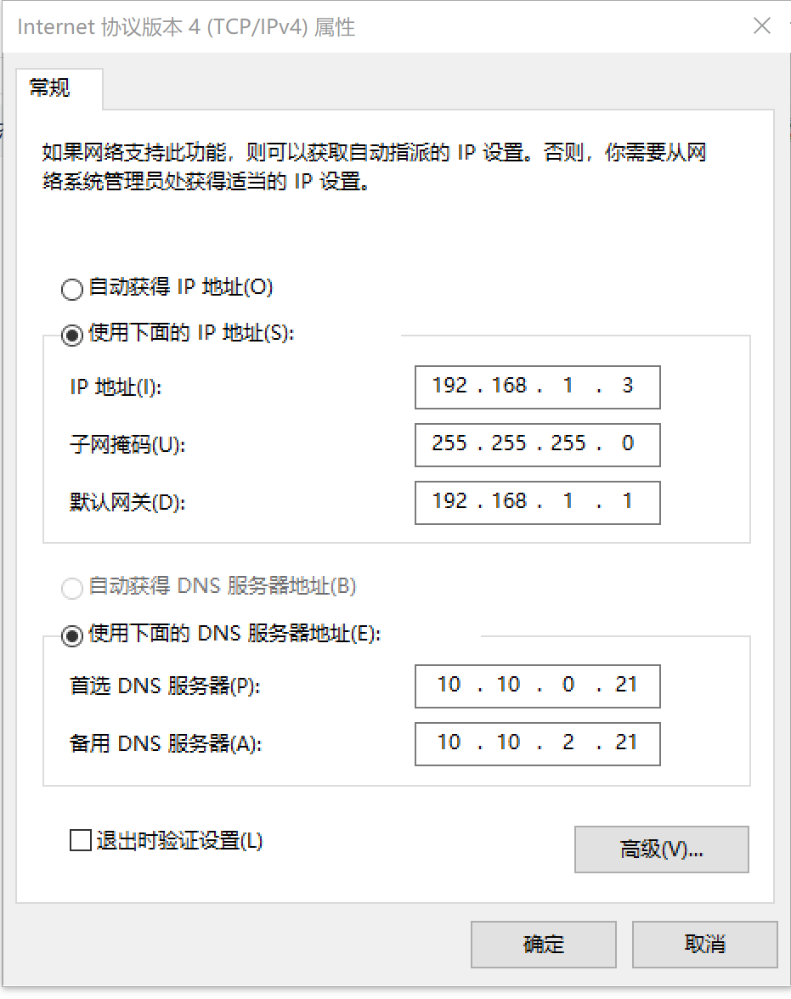 Internet 协议版本 4 (TCP/IPv4) 属性
常规
如果网络支持此功能，则可以获取自动指派的 IP 设置。否则，你需要从网
络系统管理员处获得适当的 IP 设置。
自动获得 IP 地址(O)
使用下面的 IP 地址(S):
IP 地址(I): 192 . 168 . 1 . 3
子网掩码(U): 255 . 255 . 255 . 0
默认网关(D): 192 . 168 . 1 . 1
自动获得 DNS 服务器地址(B)
使用下面的 DNS 服务器地址(E):
首选 DNS 服务器(P): 10 . 10 . 0 . 21
备用 DNS 服务器(A): 10 . 10 . 2 . 21
退出时验证设置(L)
高级(V)...
确定 取消